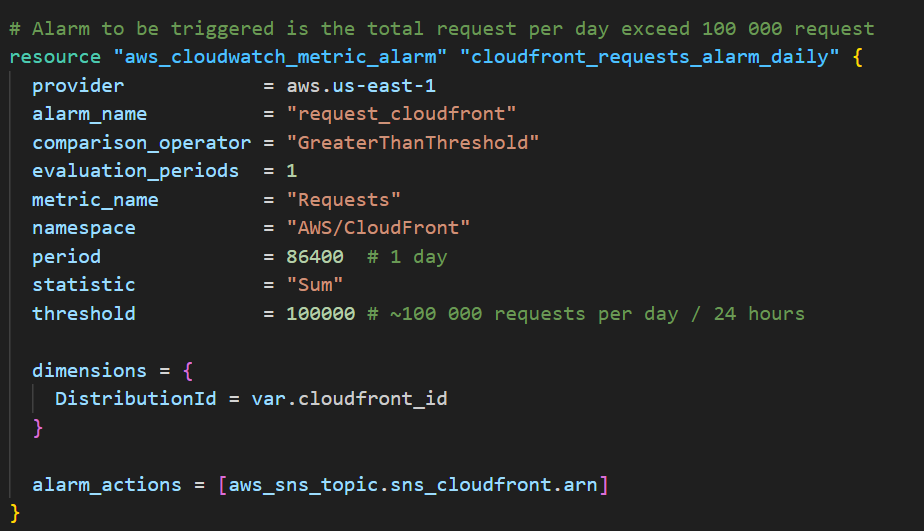 # Alarm to be triggered is the total request per day exceed 100 000 request
resource "aws_cloudwatch_metric_alarm" "cloudfront_requests_alarm_daily" {
  provider            = aws.us-east-1
  alarm_name          = "request_cloudfront"
  comparison_operator = "GreaterThanThreshold"
  evaluation_periods  = 1
  metric_name         = "Requests"
  namespace           = "AWS/CloudFront"
  period              = 86400  # 1 day
  statistic           = "Sum"
  threshold           = 100000 # ~100 000 requests per day / 24 hours

  dimensions = {
    DistributionId = var.cloudfront_id
  }

  alarm_actions = [aws_sns_topic.sns_cloudfront.arn]
}